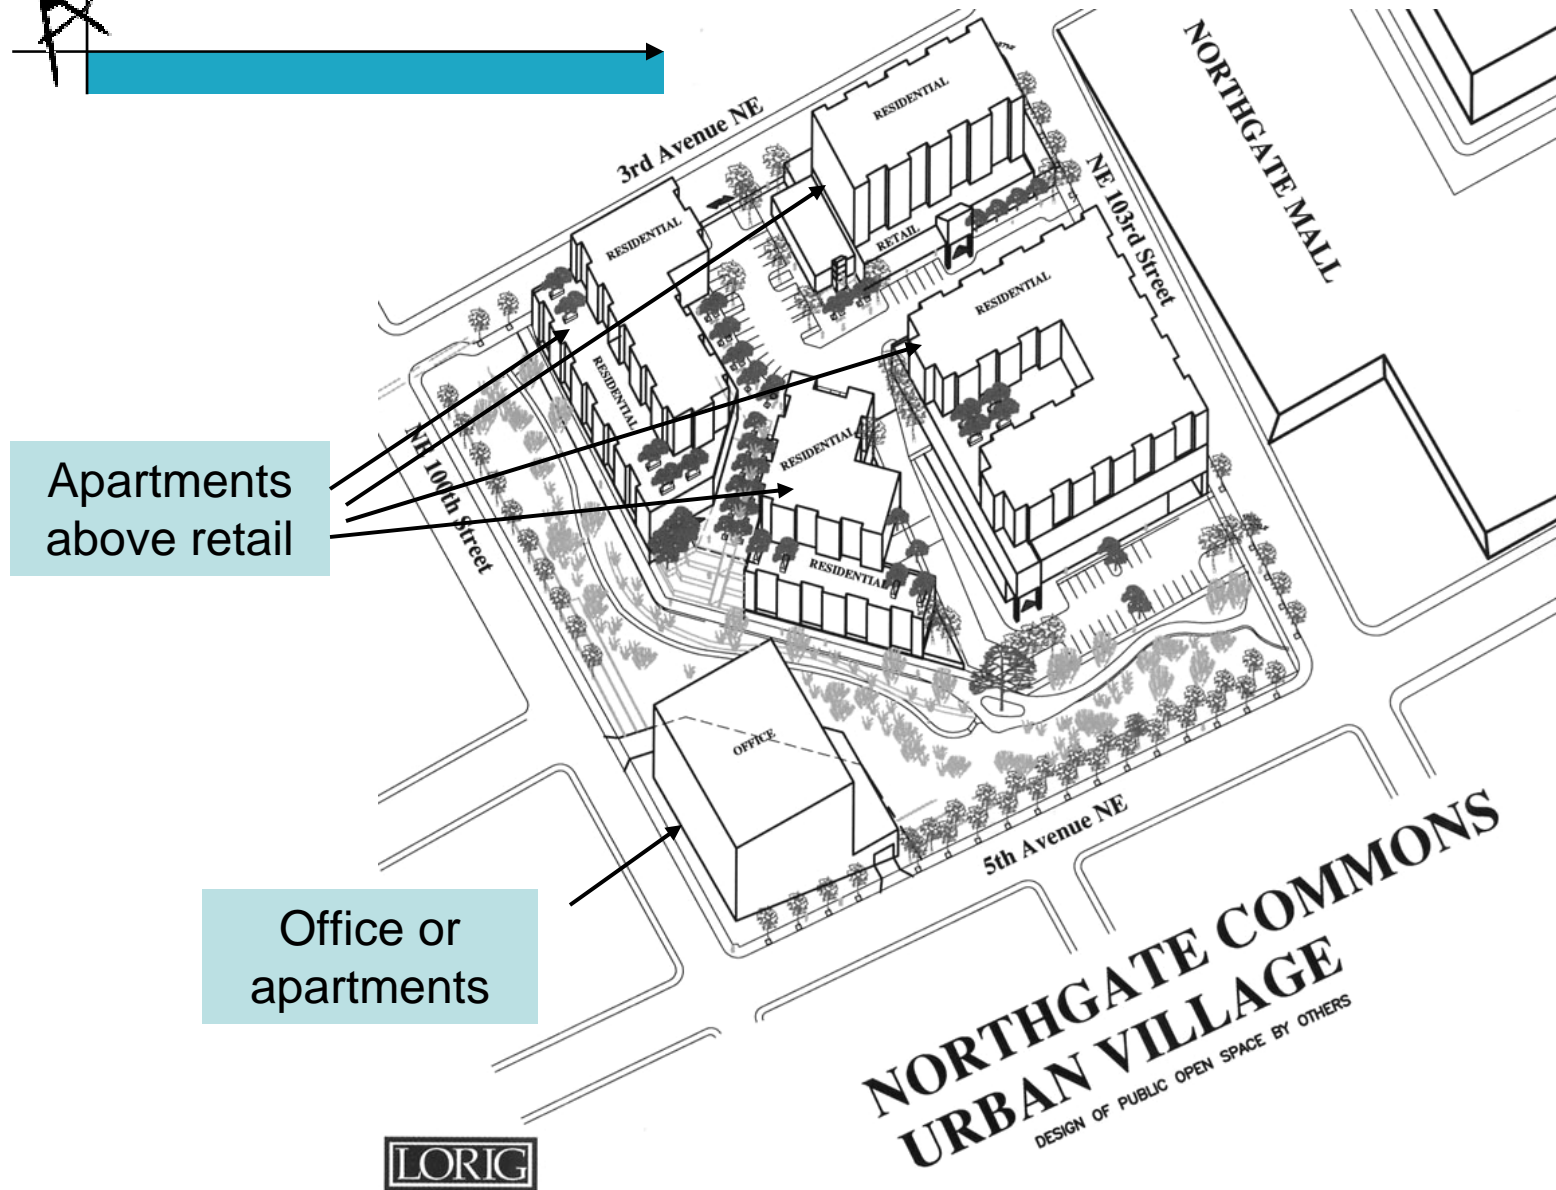 3rd Avenue NE
RESIDENTIAL
RESIDENTIAL
RETAIL
NE 103rd Street
NORTHGATE MALL
RESIDENTIAL
RESIDENTIAL
RESIDENTIAL
RESIDENTIAL
NE 100th Street
Apartments
above retail
OFFICE
5th Avenue NE
Office or
apartments
NORTHGATE COMMONS
URBAN VILLAGE
DESIGN OF PUBLIC OPEN SPACE BY OTHERS
LORIG